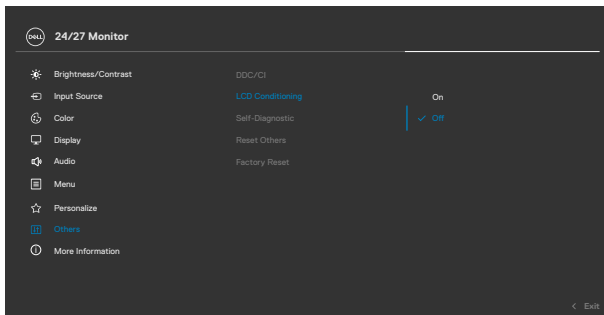 DELL 24/27 Monitor
Brightness/Contrast DDC/CI
Input Source LCD Conditioning On
Color Self-Diagnostic Off
Display Reset Others
Audio Factory Reset
Menu
Personalize
Others
More Information
Exit